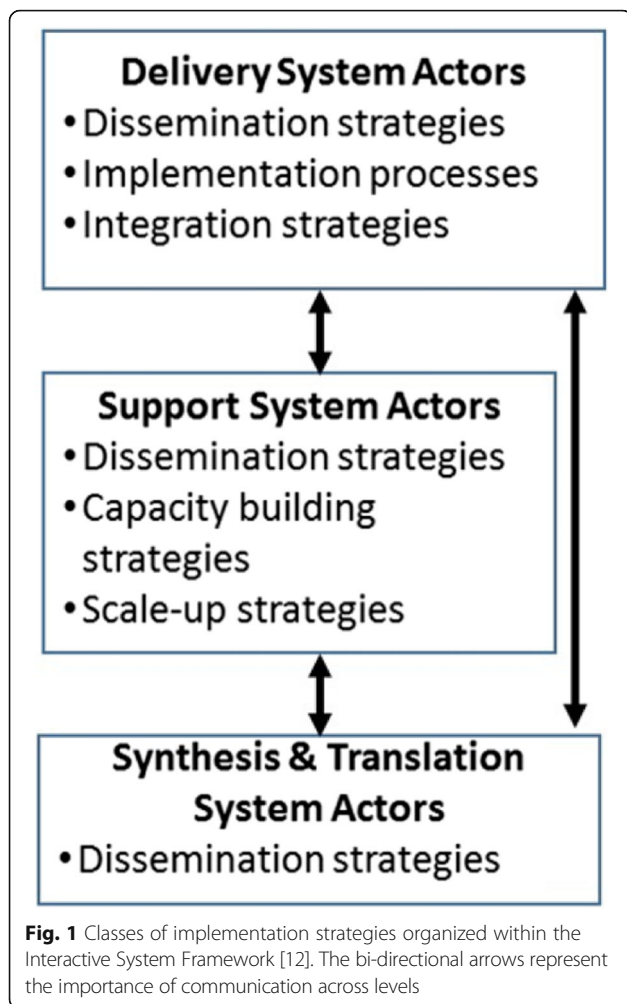 Delivery System Actors
• Dissemination strategies
• Implementation processes
• Integration strategies
Support System Actors
• Dissemination strategies
• Capacity building
strategies
• Scale-up strategies
Synthesis & Translation
System Actors
• Dissemination strategies
Fig. 1 Classes of implementation strategies organized within the
Interactive System Framework [12]. The bi-directional arrows represent
the importance of communication across levels